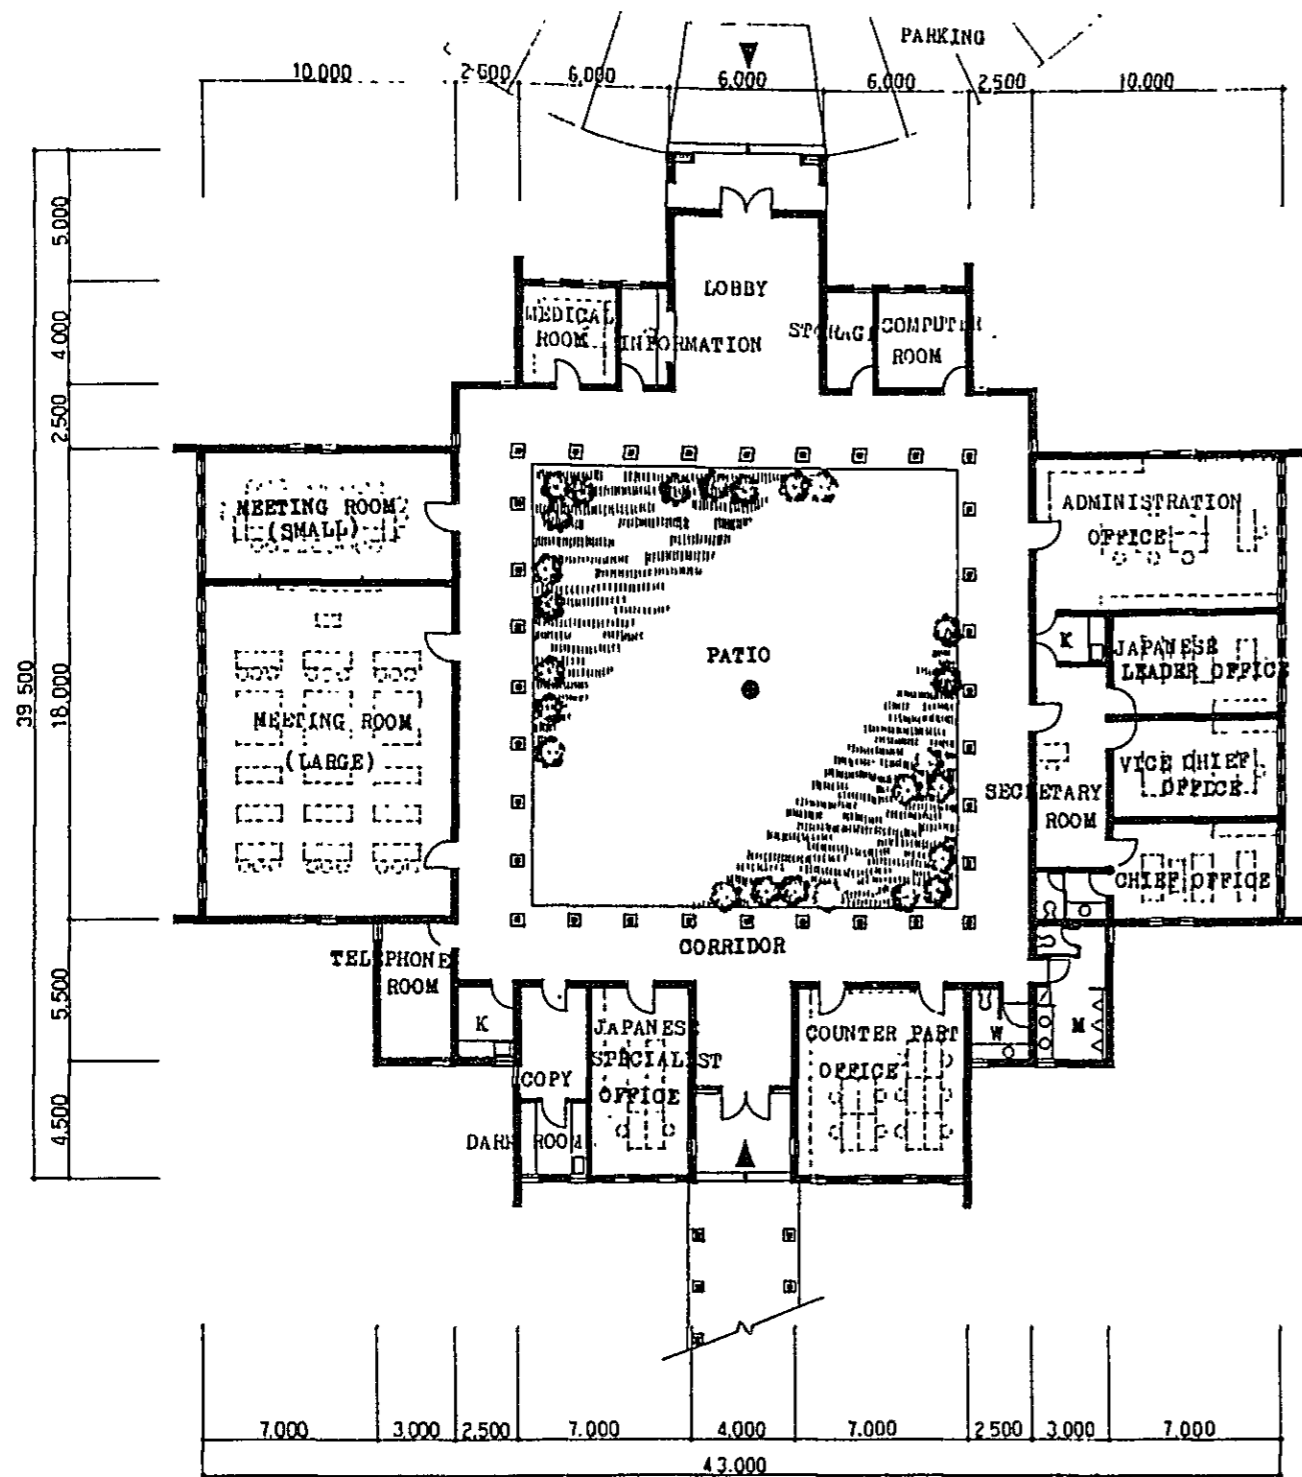 PARKING
10.000
2.500
6,000
6.000
6.000
2,500
10.000
5.000
4.000
2.500
18.000
5.500
4.500
39 500
LOBBY
MEDICAL
ROOM
INFORMATION
STORAGE
COMPUTER
ROOM
MEETING ROOM
(SMALL)
ADMINISTRATION
OFFICE
K
JAPANESE
LEADER OFFICE
PATIO
MEETING ROOM
(LARGE)
VICE CHIEF
OFFICE
SECRETARY
ROOM
CHIEF OFFICE
CORRIDOR
TELEPHONE
ROOM
K
JAPANESE
SPECIALIST
OFFICE
COUNTER PART
OFFICE
W
M
COPY
DARK ROOM
7.000
3.000
2.500
7.000
4,000
7.000
2.500
3.000
7.000
43.000